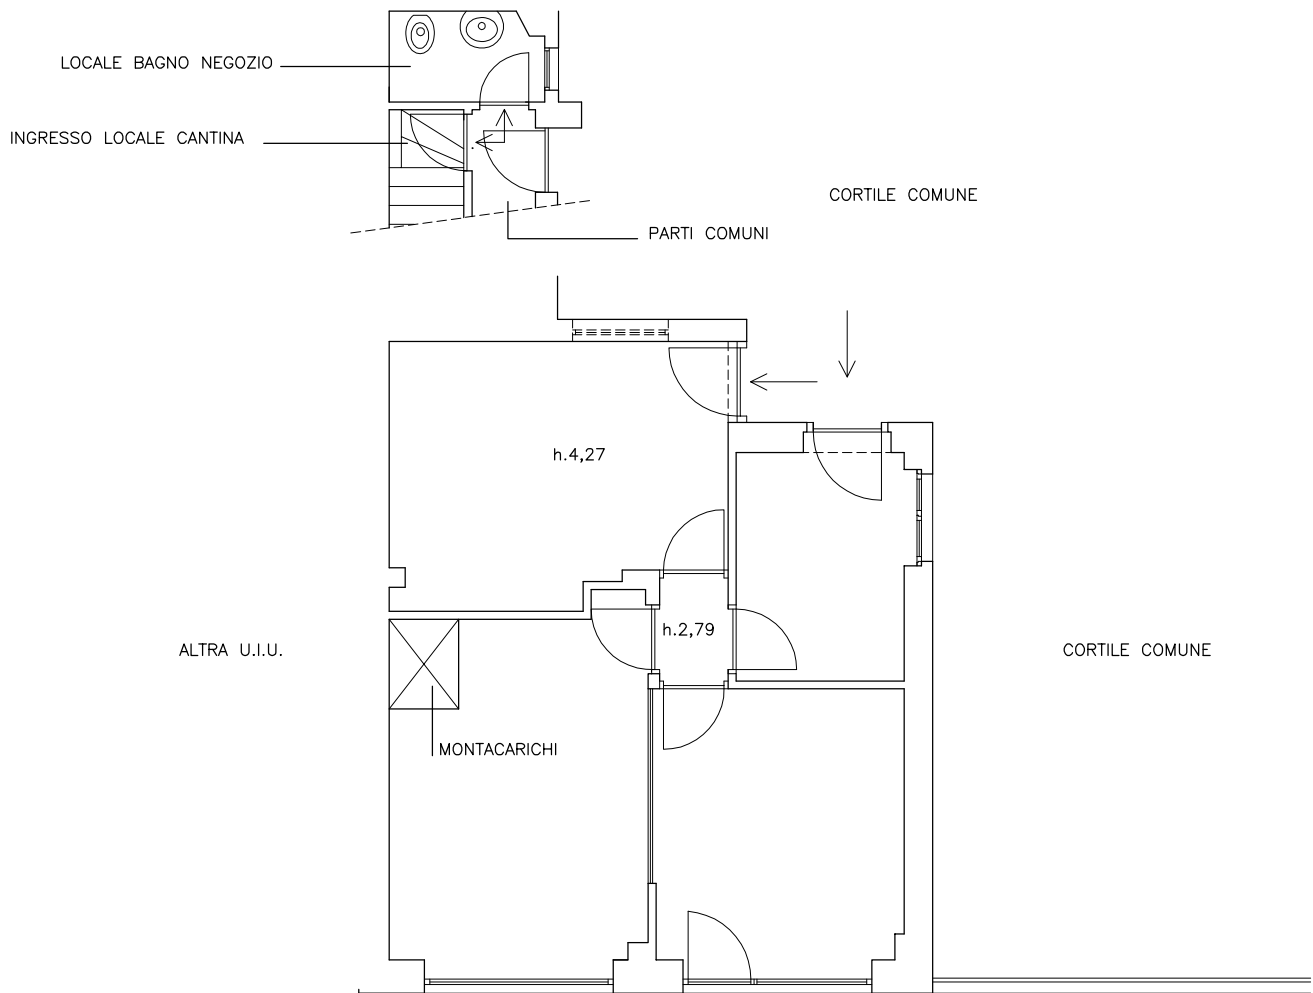 LOCALE BAGNO NEGOZIO
INGRESSO LOCALE CANTINA
CORTILE COMUNE
PARTI COMUNI
h.4,27
h.2,79
ALTRA U.I.U.
CORTILE COMUNE
MONTACARICHI